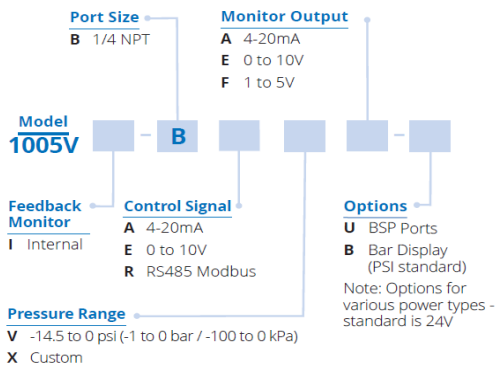 Port Size
B 1/4 NPT
Monitor Output
A 4-20mA
E 0 to 10V
F 1 to 5V
Model
1005V
- B
-
Feedback
Monitor
I Internal
Control Signal
A 4-20mA
E 0 to 10V
R RS485 Modbus
Options
U BSP Ports
B Bar Display
(PSI standard)
Note: Options for
various power types -
standard is 24V
Pressure Range
V -14.5 to 0 psi (-1 to 0 bar / -100 to 0 kPa)
X Custom